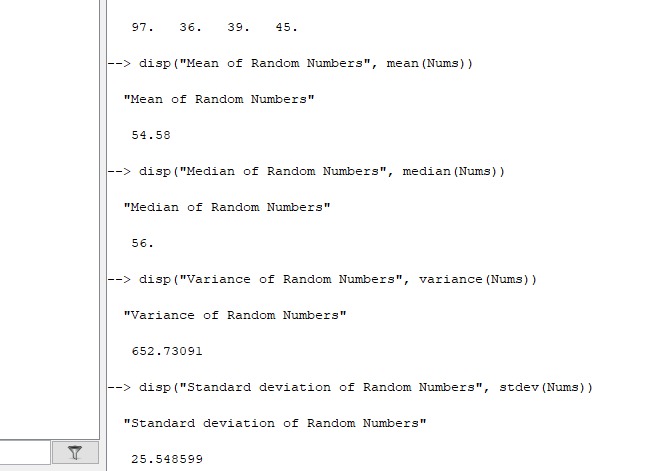 97.   36.   39.   45.
--> disp("Mean of Random Numbers", mean(Nums))
"Mean of Random Numbers"
54.58
--> disp("Median of Random Numbers", median(Nums))
"Median of Random Numbers"
56.
--> disp("Variance of Random Numbers", variance(Nums))
"Variance of Random Numbers"
652.73091
--> disp("Standard deviation of Random Numbers", stdev(Nums))
"Standard deviation of Random Numbers"
25.548599